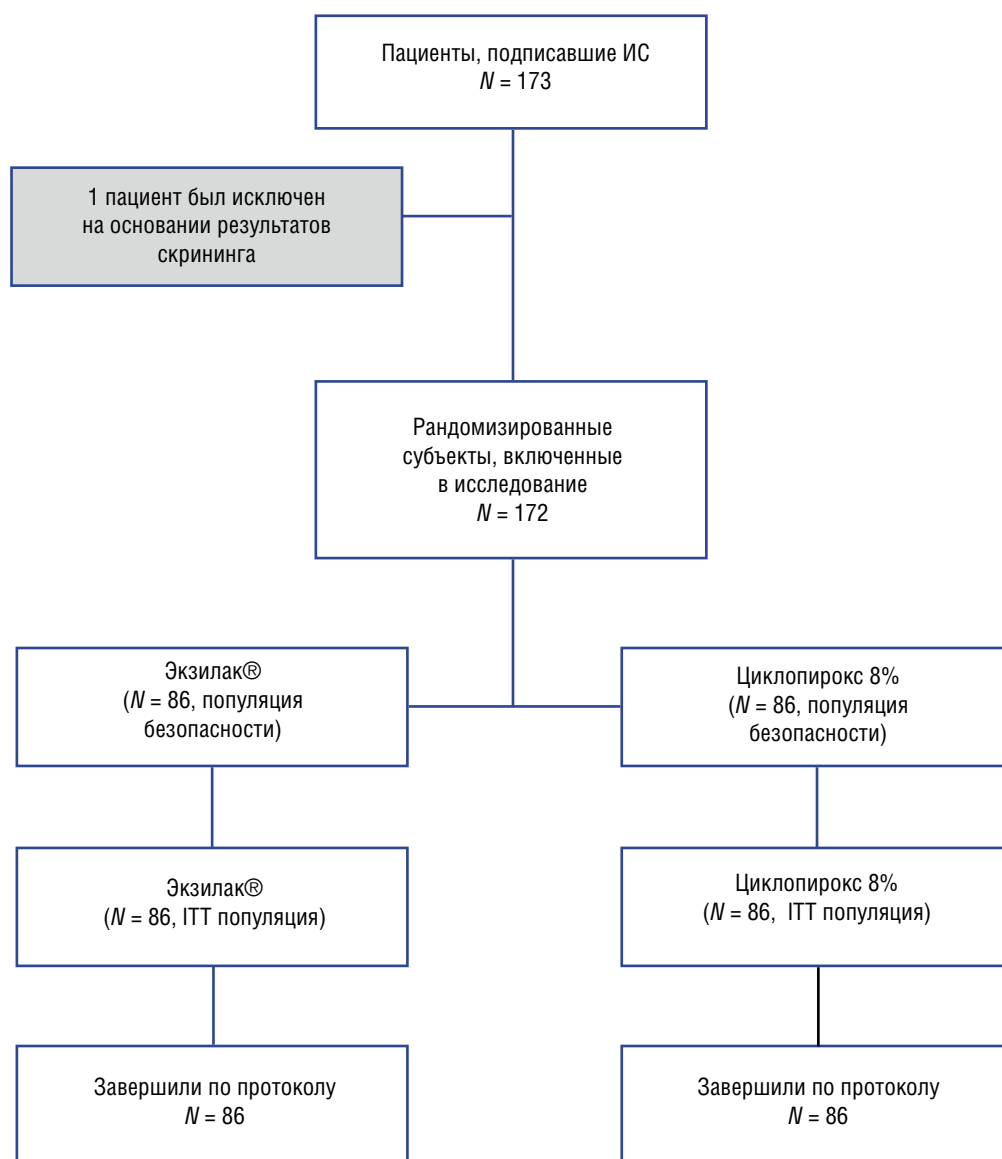 Пациенты, подписавшие ИС
N = 173
1 пациент был исключен
на основании результатов
скрининга
Рандомизированные
субъекты, включенные
в исследование
N = 172
Экзилак®
(N = 86, популяция
безопасности)
Циклопирокс 8%
(N = 86, популяция
безопасности)
Экзилак®
(N = 86, ITT популяция)
Циклопирокс 8%
(N = 86, ITT популяция)
Завершили по протоколу
N = 86
Завершили по протоколу
N = 86